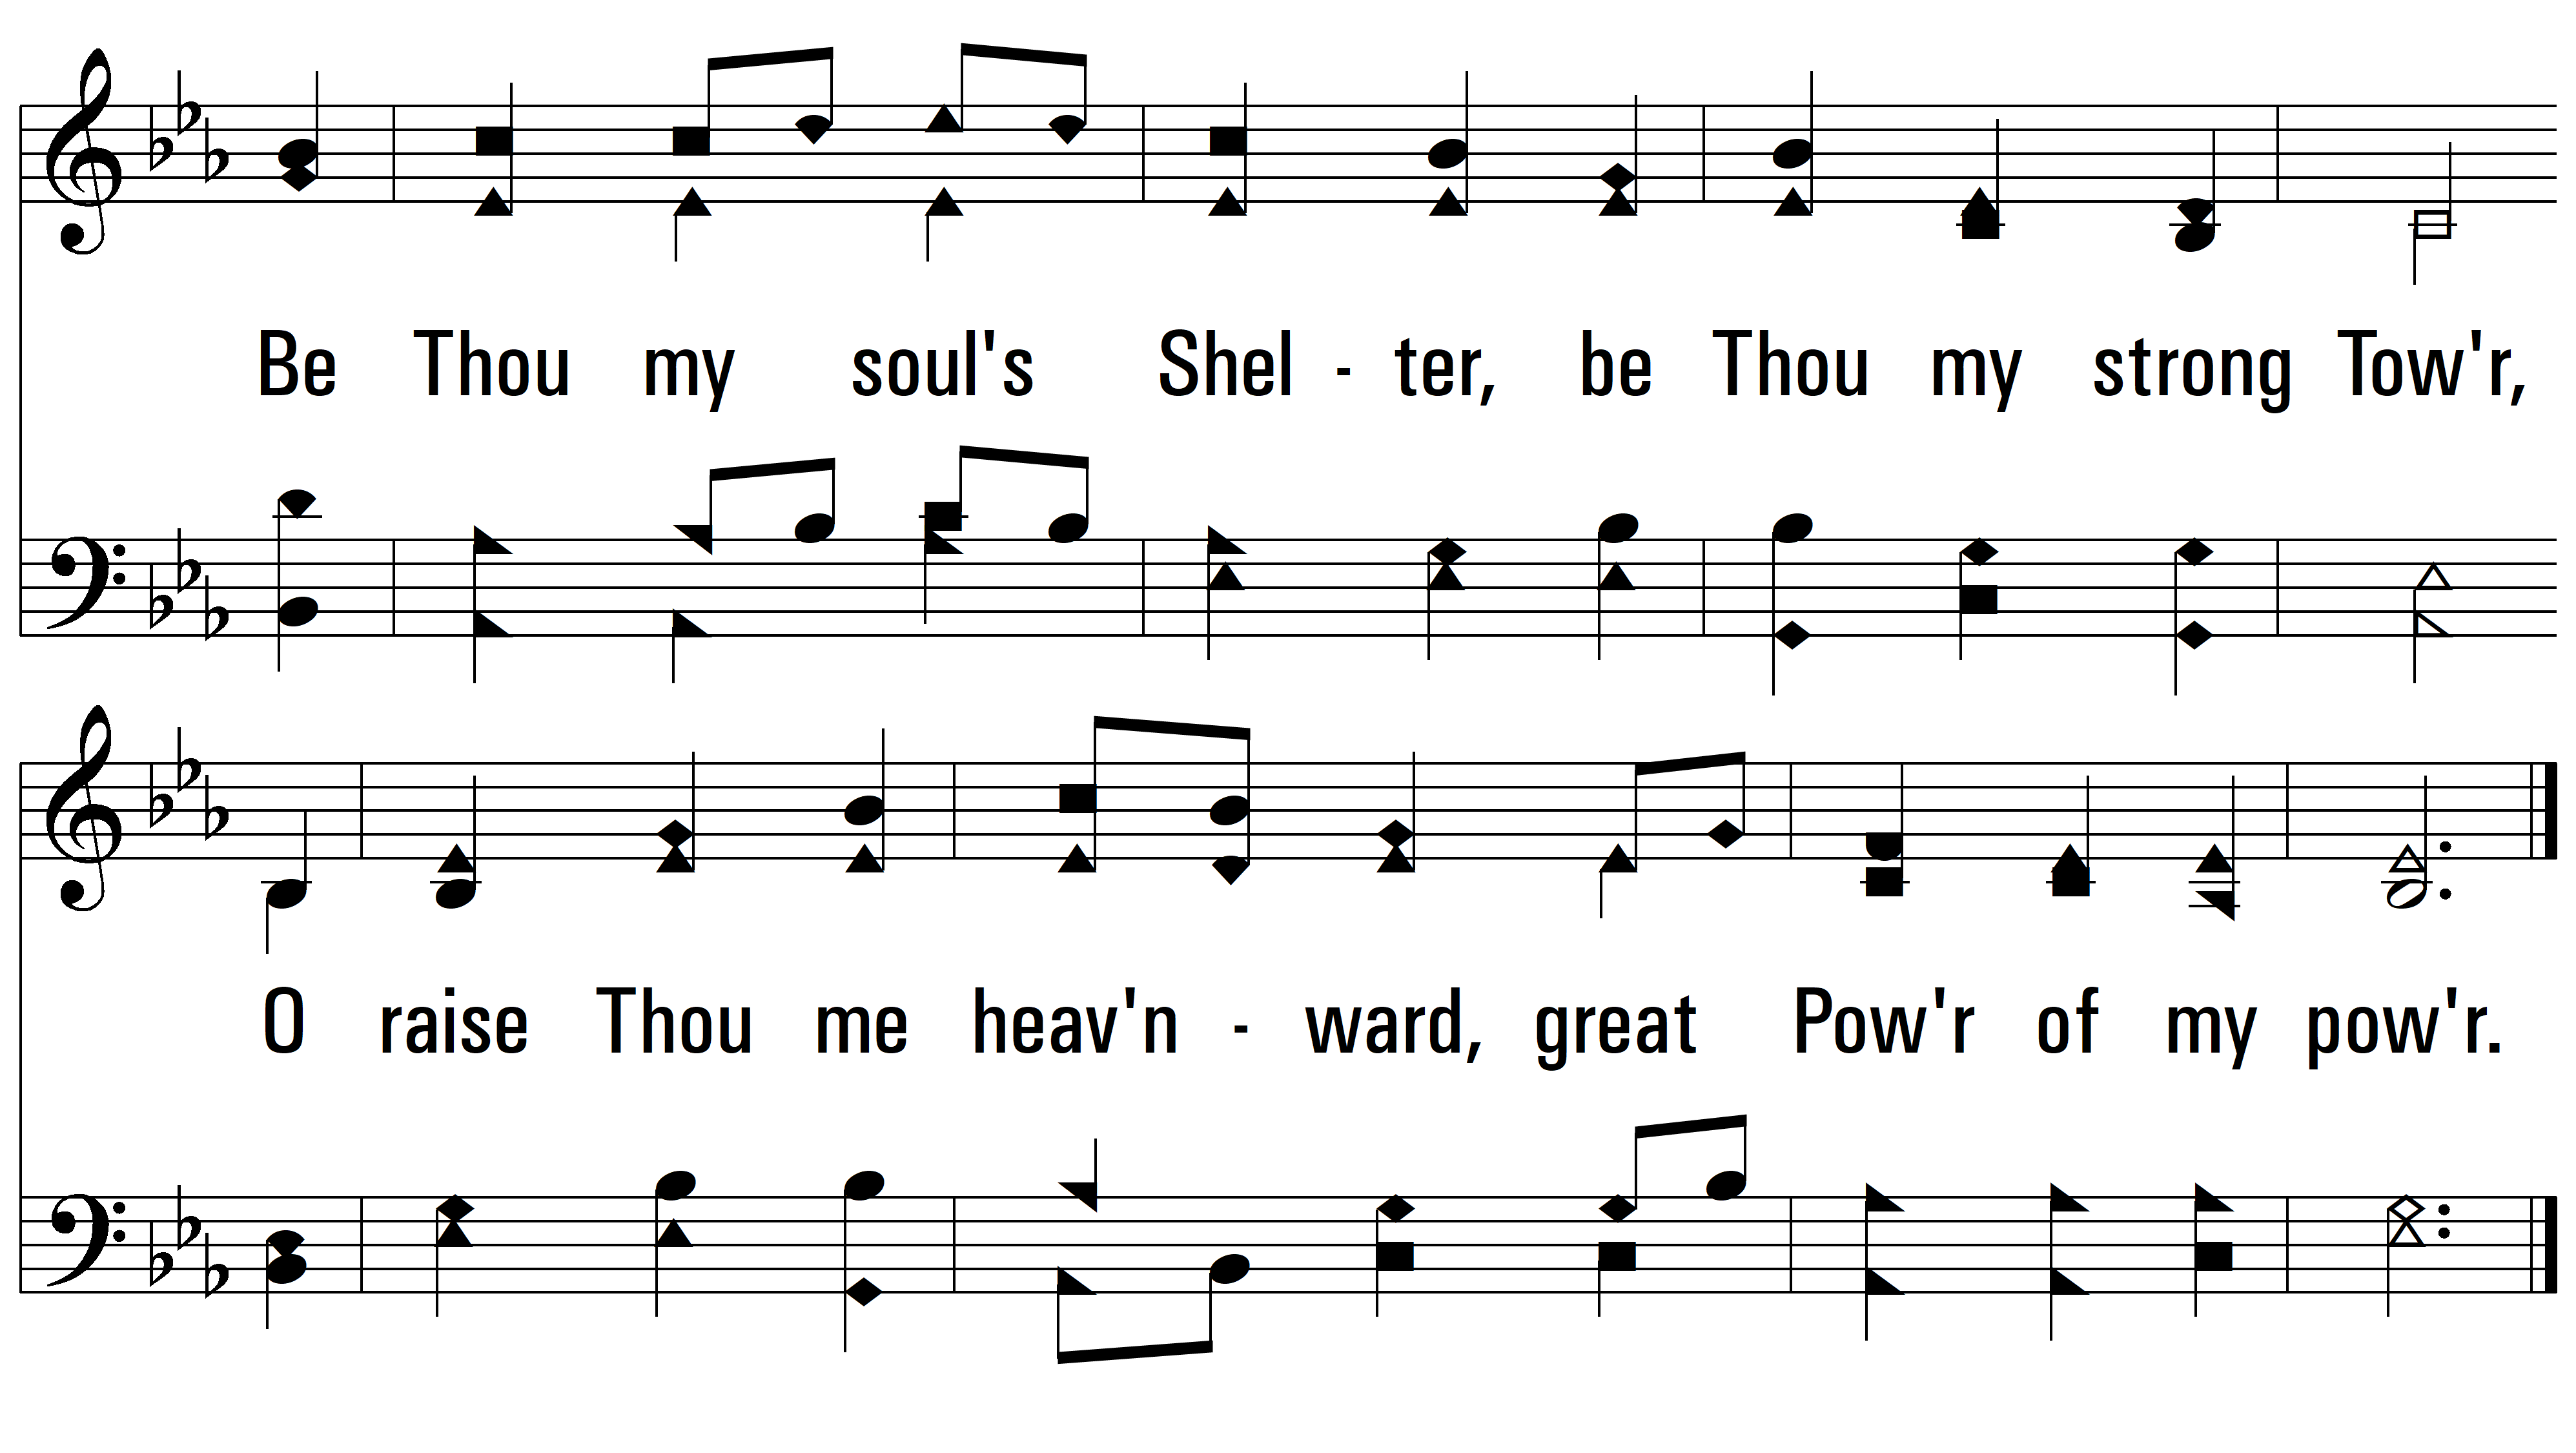 Be Thou my soul's Shel - ter, be Thou my strong Tow'r,
O raise Thou me heav'n - ward, great Pow'r of my pow'r.